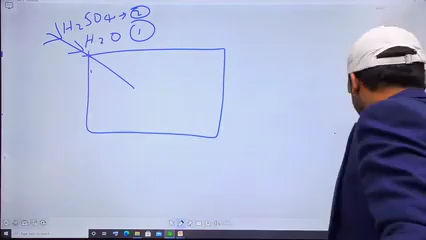 H₂SO₄ → ②
H₂O ①